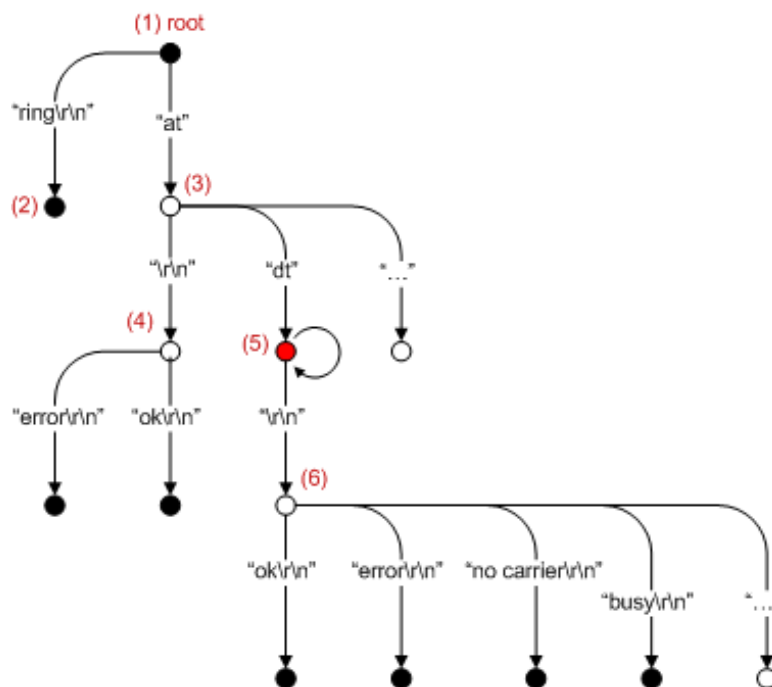 (1) root
“ring\r\n”
“at”
(2)
(3)
“\r\n”
“dt”
“...”
(4)
(5)
“error\r\n”
“ok\r\n”
“\r\n”
(6)
“ok\r\n”
“error\r\n”
“no carrier\r\n”
“busy\r\n”
“...